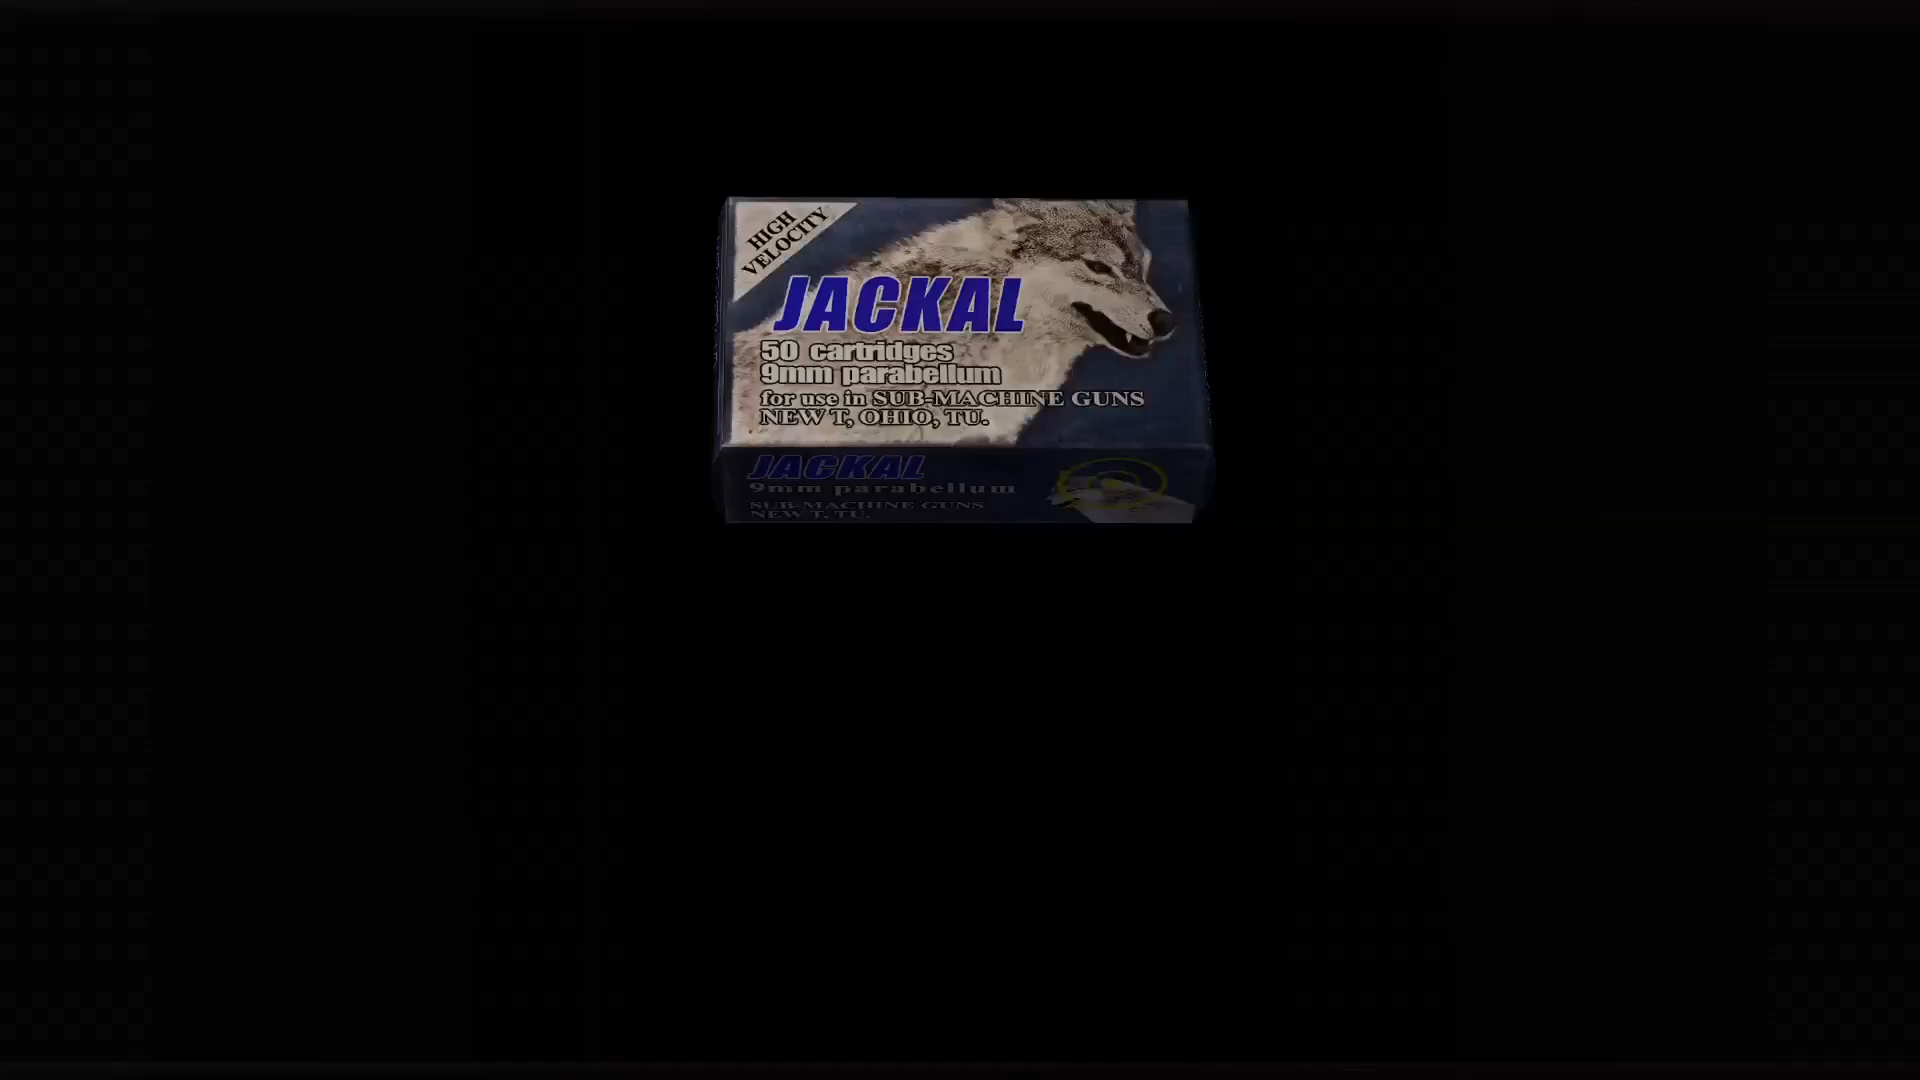 HIGH
VELOCITY
JACKAL
50 cartridges
9mm parabellum
for use in SUB-MACHINE GUNS
NEW T, OHIO, TU.
JACKAL
9mm parabellum
SUB-MACHINE GUNS
NEW T, TU.